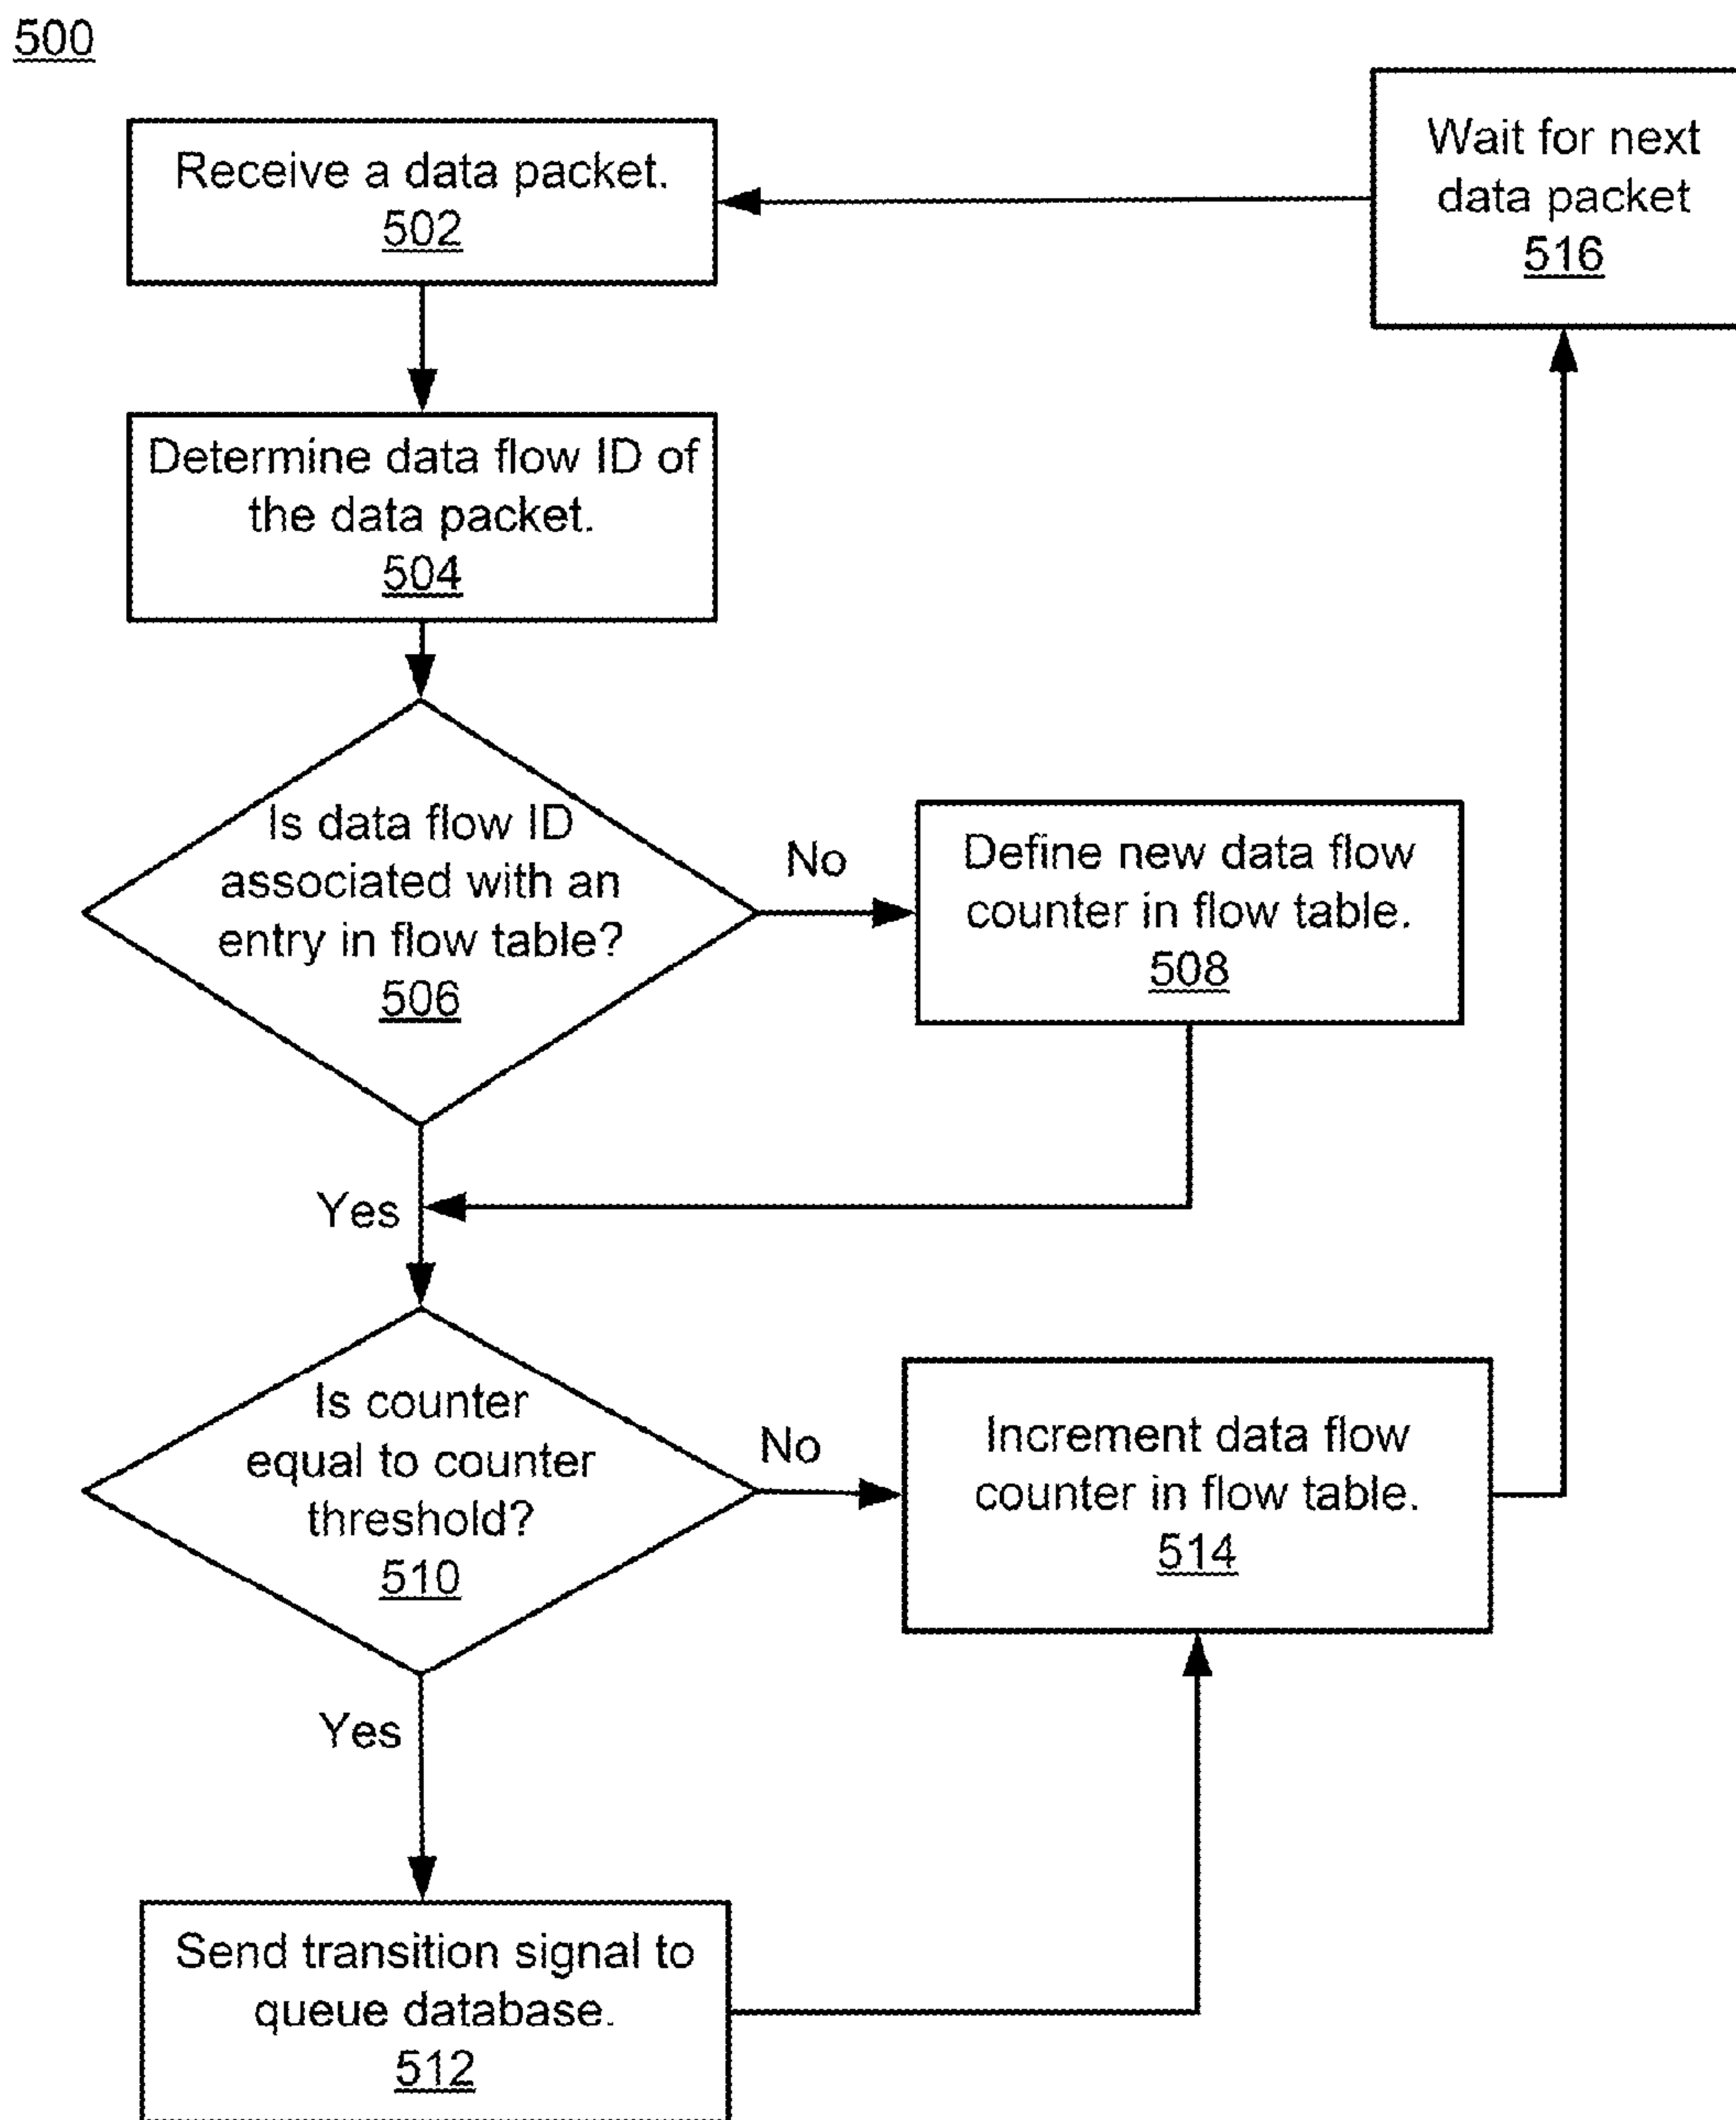 500
Receive a data packet.
502
Wait for next
data packet
516
Determine data flow ID of
the data packet.
504
Is data flow ID
associated with an
entry in flow table?
506
No
Define new data flow
counter in flow table.
508
Yes
Is counter
equal to counter
threshold?
510
No
Increment data flow
counter in flow table.
514
Yes
Send transition signal to
queue database.
512